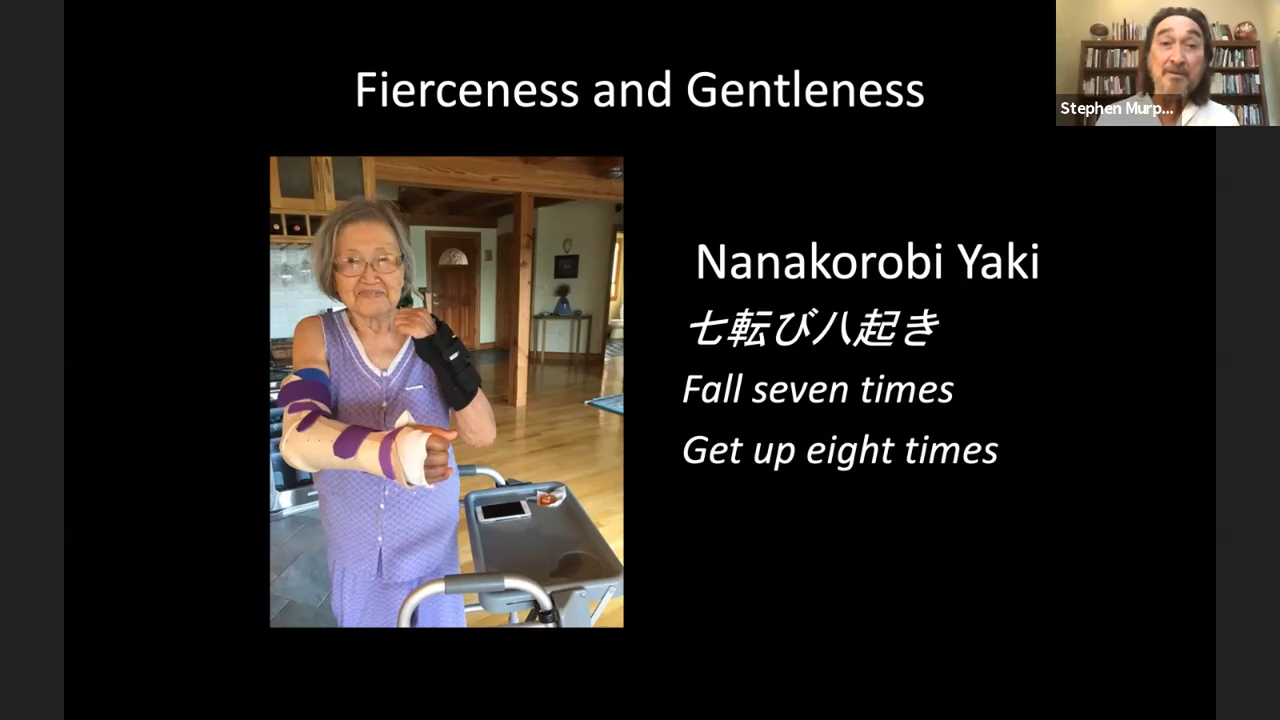 Fierceness and Gentleness
Stephen Murp...
Nanakorobi Yaki
七転び八起き
Fall seven times
Get up eight times